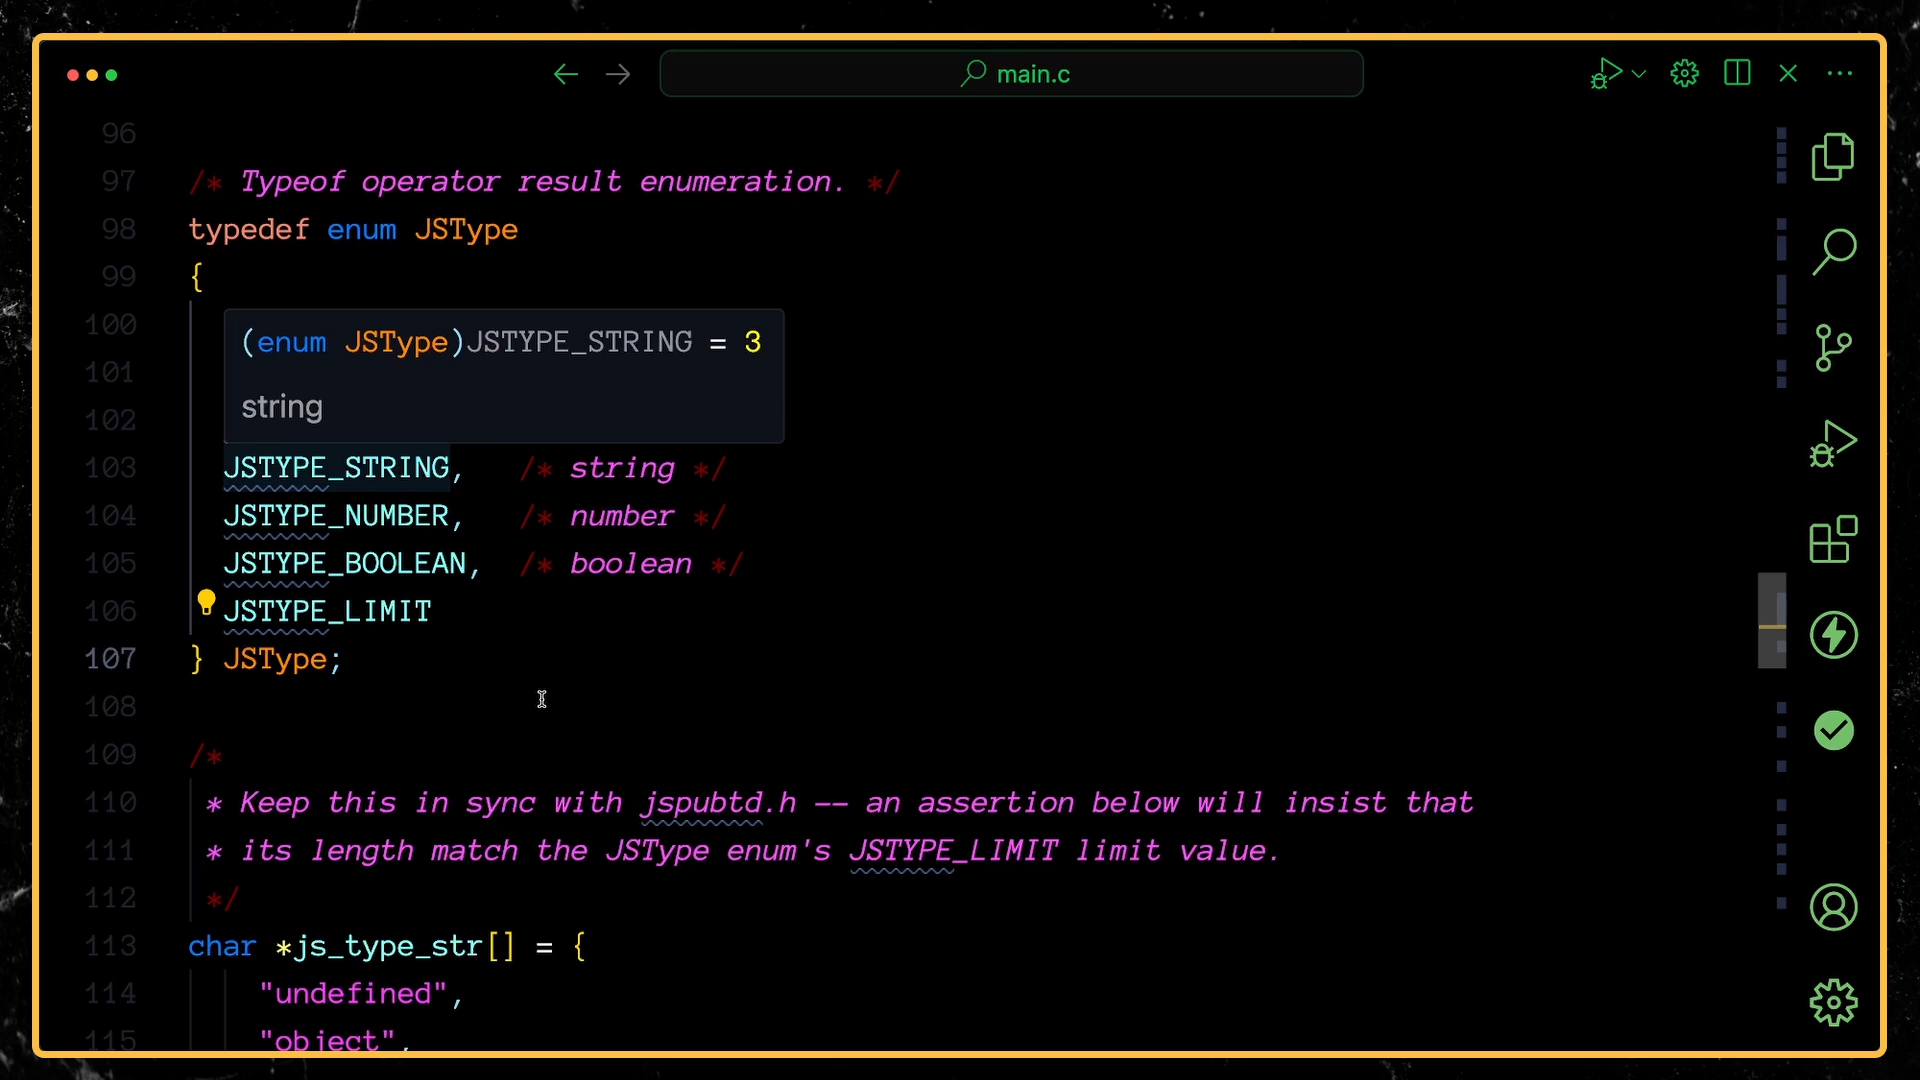 main.c
96
97 /* Typeof operator result enumeration. */
98 typedef enum JSType
99 {
100
(enum JSType)JSTYPE_STRING = 3
101
string
102
103 JSTYPE_STRING, /* string */
104 JSTYPE_NUMBER, /* number */
105 JSTYPE_BOOLEAN, /* boolean */
106 JSTYPE_LIMIT
107 } JSType;
108
109 /*
110 * Keep this in sync with jspubtd.h -- an assertion below will insist that
111 * its length match the JSType enum's JSTYPE_LIMIT limit value.
112 */
113 char *js_type_str[] = {
114 "undefined",
115 "object",